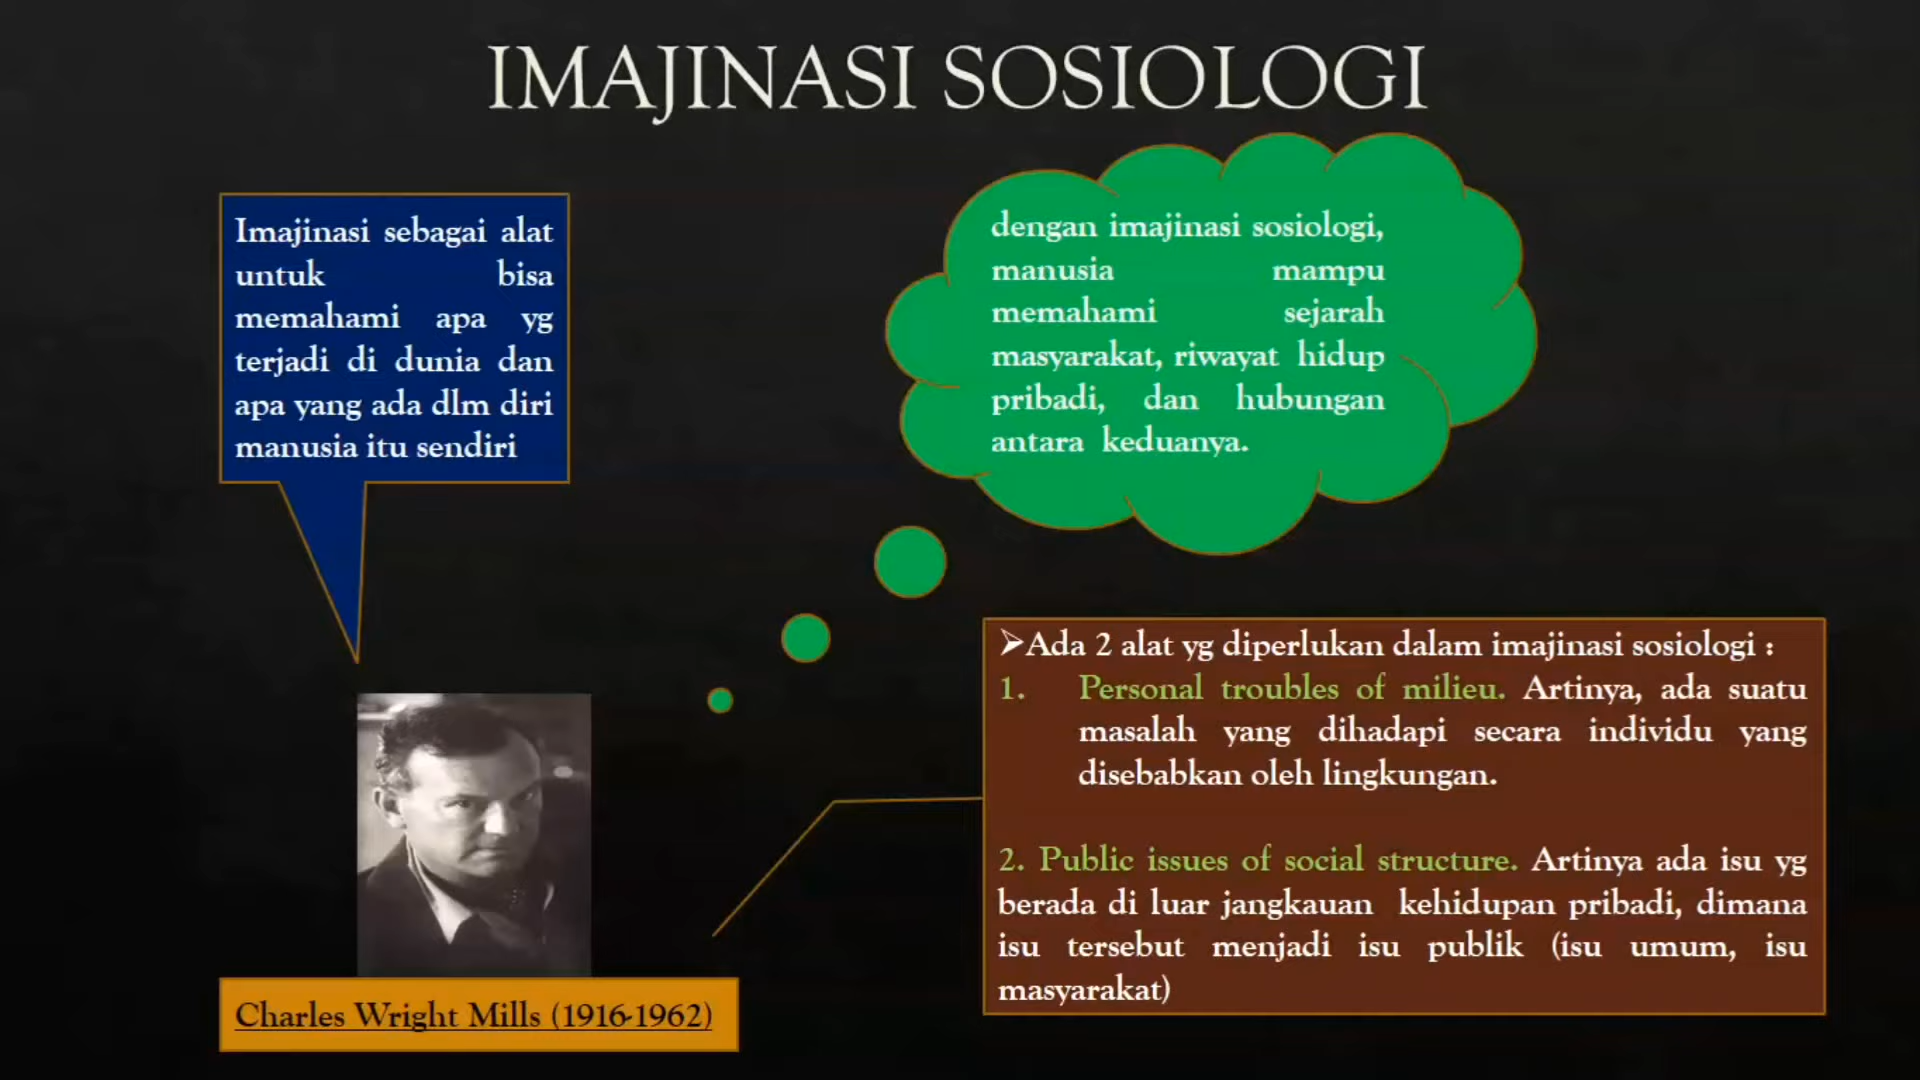 IMAJINASI SOSIOLOGI
Imajinasi sebagai alat
untuk bisa
memahami apa yg
terjadi di dunia dan
apa yang ada dlm diri
manusia itu sendiri
dengan imajinasi sosiologi,
manusia mampu
memahami sejarah
masyarakat, riwayat hidup
pribadi, dan hubungan
antara keduanya.
➤Ada 2 alat yg diperlukan dalam imajinasi sosiologi :
1. Personal troubles of milieu. Artinya, ada suatu
masalah yang dihadapi secara individu yang
disebabkan oleh lingkungan.
2. Public issues of social structure. Artinya ada isu yg
berada di luar jangkauan kehidupan pribadi, dimana
isu tersebut menjadi isu publik (isu umum, isu
masyarakat)
Charles Wright Mills (1916-1962)